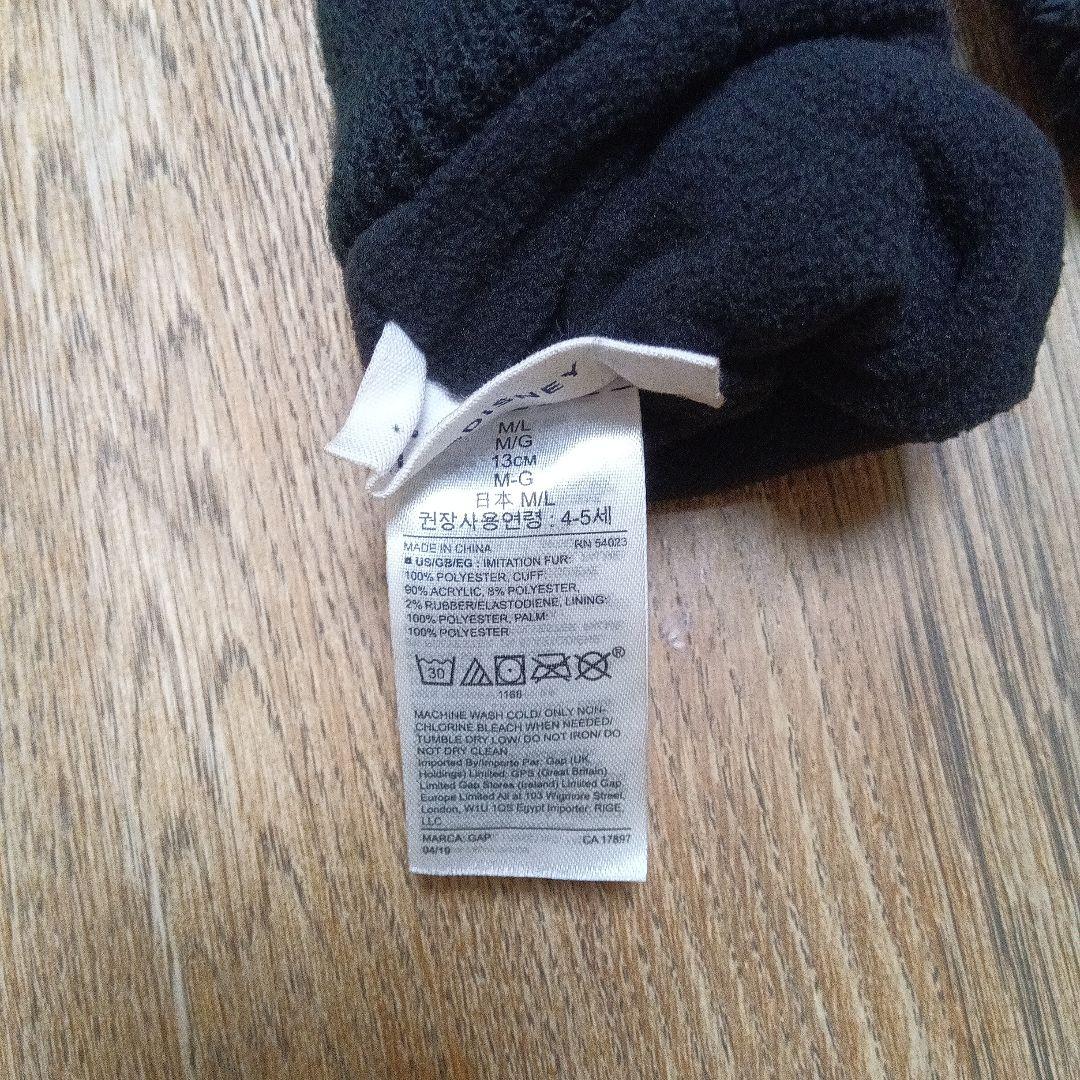 DISNEY
M/L
M/G
13CM
M-G
日本 M/L
권장사용연령 : 4-5세
MADE IN CHINA RN 54023
US/GB/EG : IMITATION FUR:
100% POLYESTER, CUFF:
90% ACRYLIC, 8% POLYESTER,
2% RUBBER/ELASTODIENE, LINING:
100% POLYESTER, PALM:
100% POLYESTER
30 ®
1168
MACHINE WASH COLD/ ONLY NON-
CHLORINE BLEACH WHEN NEEDED/
TUMBLE DRY LOW/ DO NOT IRON/ DO
NOT DRY CLEAN
Imported By/Importe Par: Gap (UK
Holdings) Limited. GPS (Great Britain)
Limited Gap Stores (Ireland) Limited Gap
Europe Limited All at 103 Wigmore Street,
London, W1U 1QS Egypt Importer: RIGE,
LLC
MARCA: GAP CA 17897
04/19